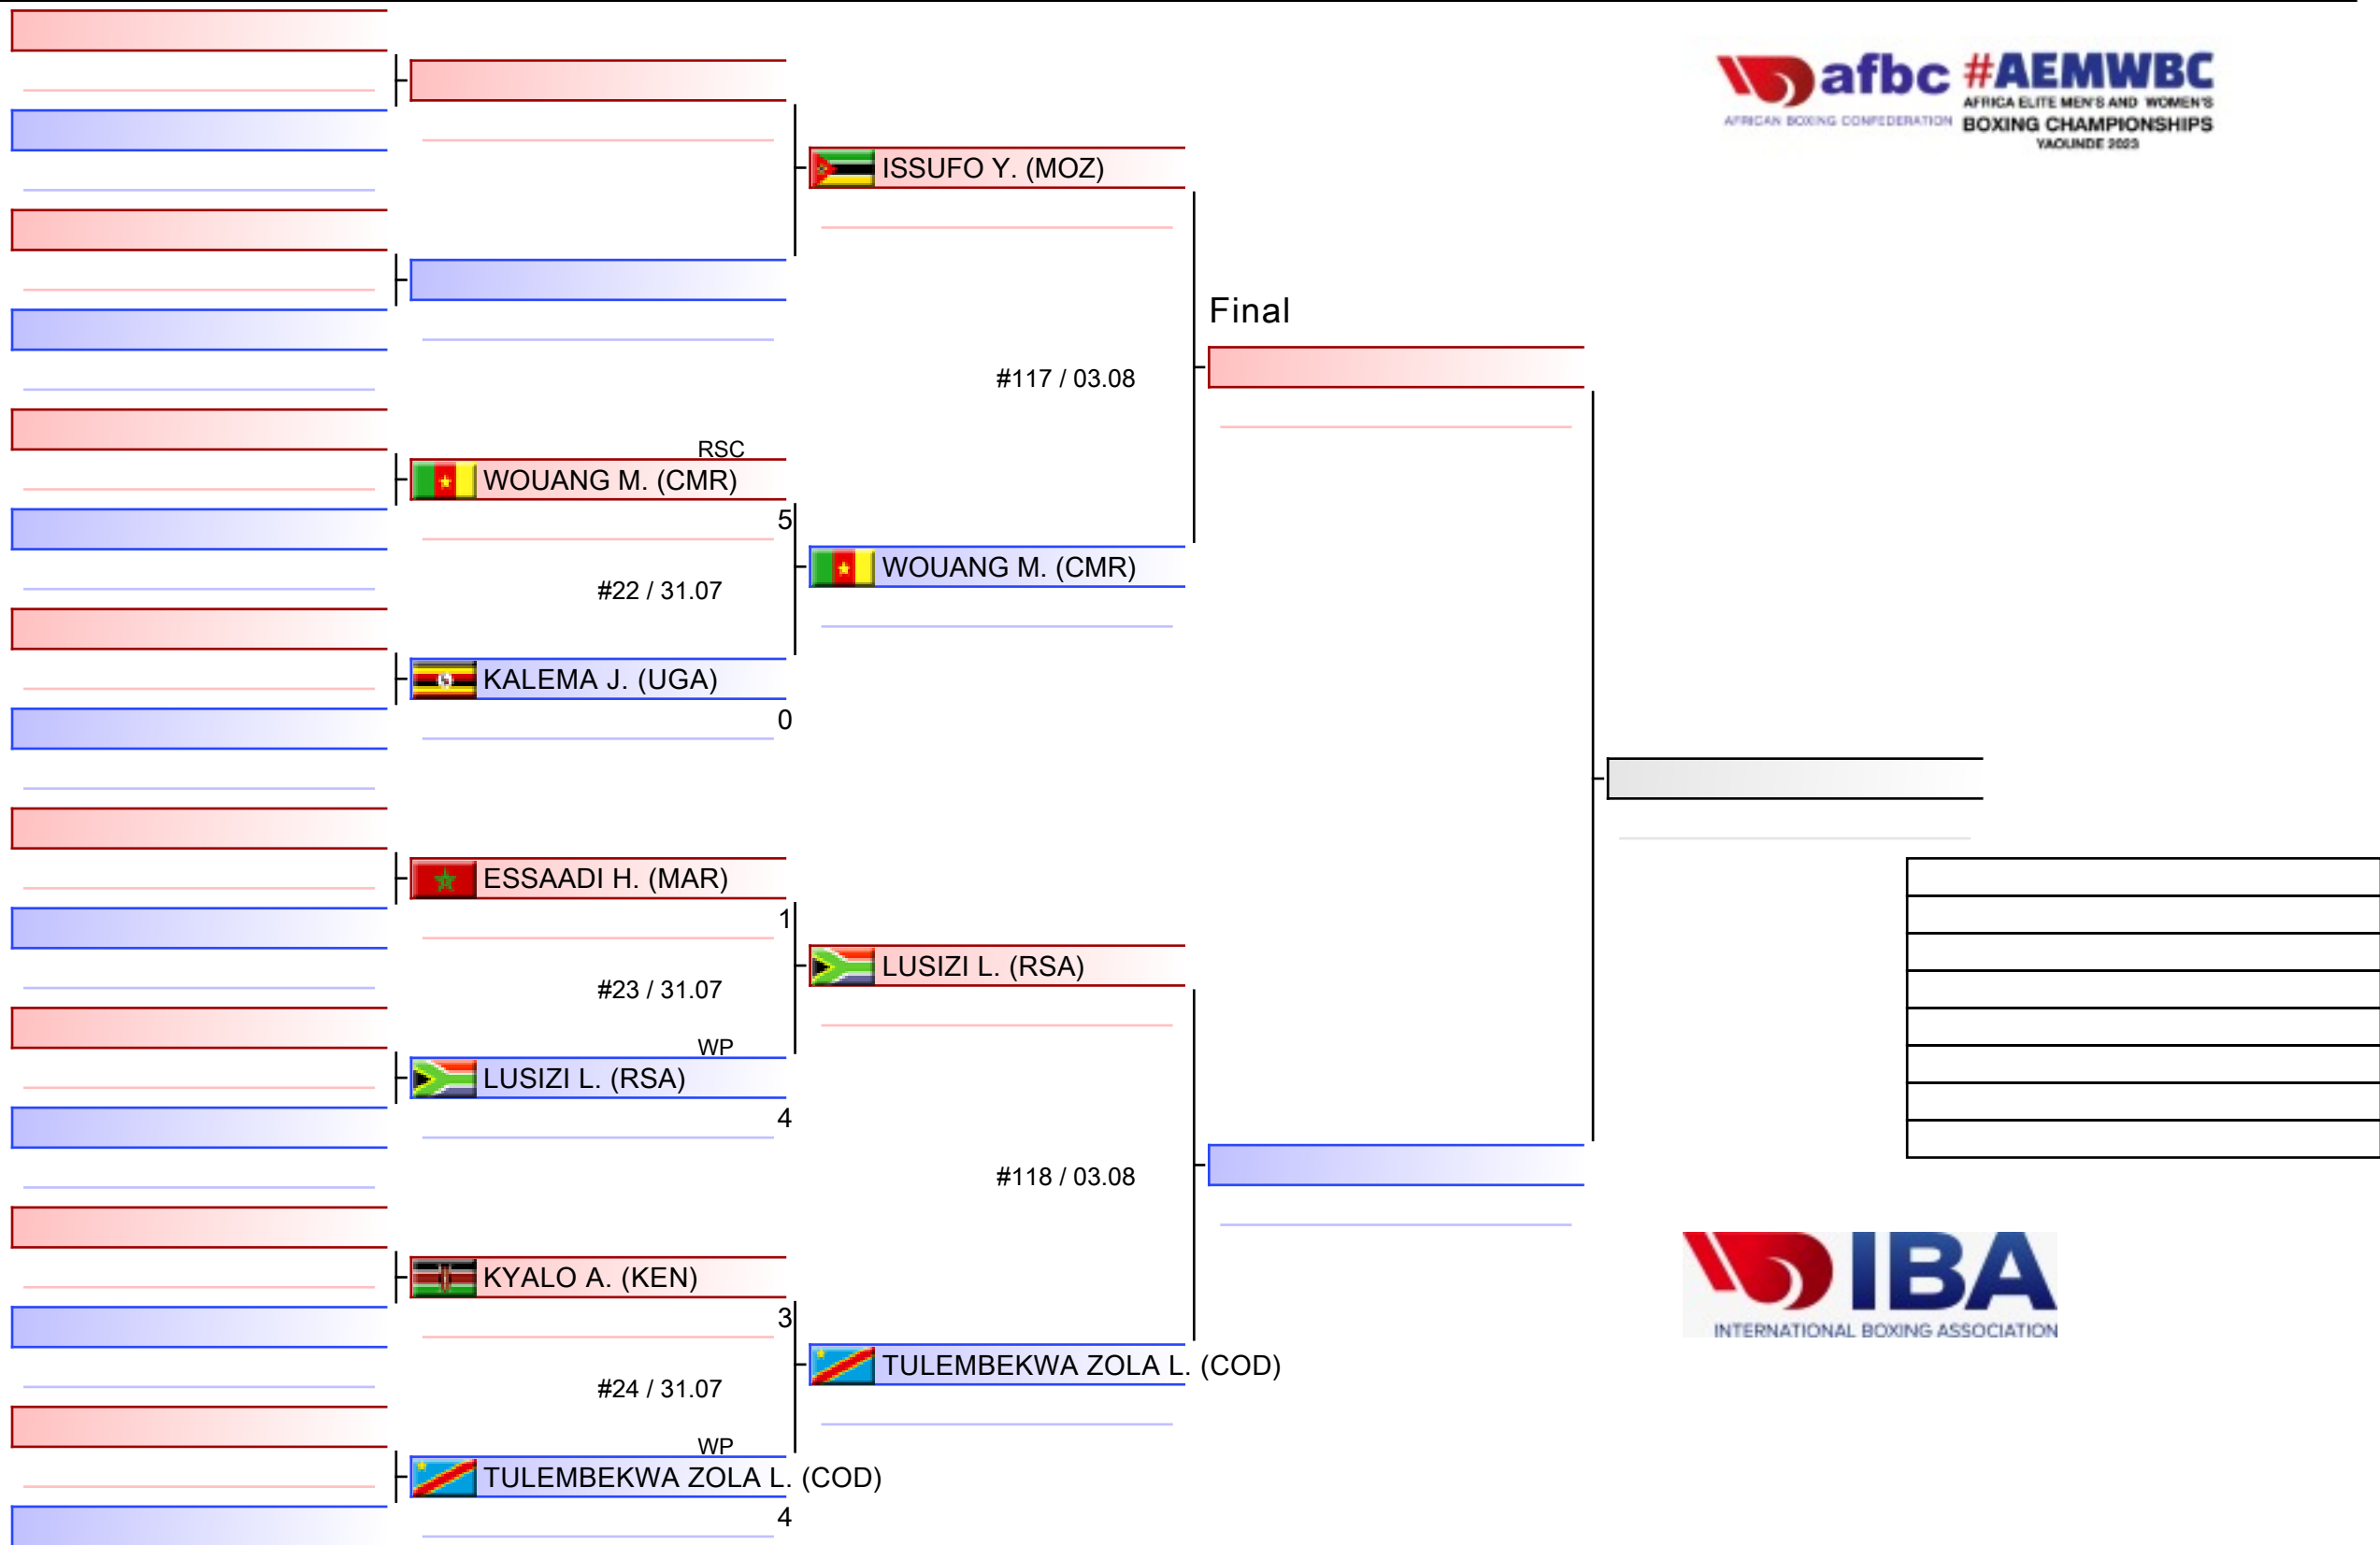 afbc #AEMWBC
AFRICAN BOXING CONFEDERATION
AFRICA ELITE MEN'S AND WOMEN'S
BOXING CHAMPIONSHIPS
YAOUNDE 2023
ISSUFO Y. (MOZ)
Final
#117 / 03.08
RSC
WOUANG M. (CMR)
5
WOUANG M. (CMR)
#22 / 31.07
KALEMA J. (UGA)
0
ESSAADI H. (MAR)
1
LUSIZI L. (RSA)
#23 / 31.07
WP
LUSIZI L. (RSA)
4
#118 / 03.08
KYALO A. (KEN)
3
TULEMBEKWA ZOLA L. (COD)
#24 / 31.07
WP
TULEMBEKWA ZOLA L. (COD)
4
IBA
INTERNATIONAL BOXING ASSOCIATION